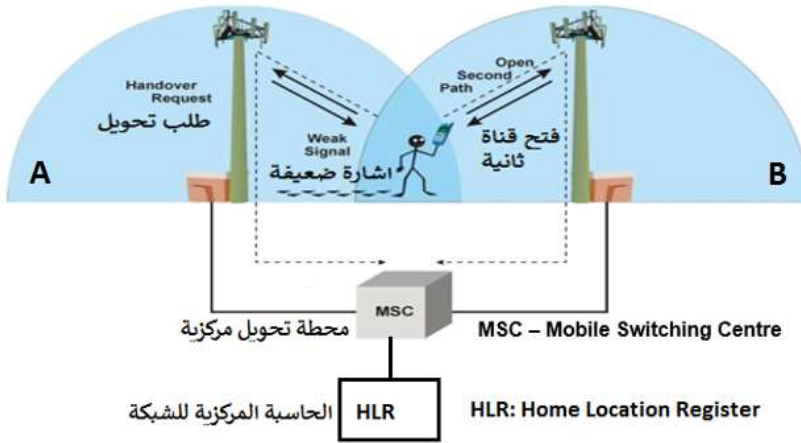 Handover
Request
طلب تحويل
Weak
Signal
اشارة ضعيفة
Open
Second
Path
فتح قناة
ثانية
A
B
MSC
محطة تحويل مركزية
MSC – Mobile Switching Centre
HLR
الحاسبة المركزية للشبكة
HLR: Home Location Register